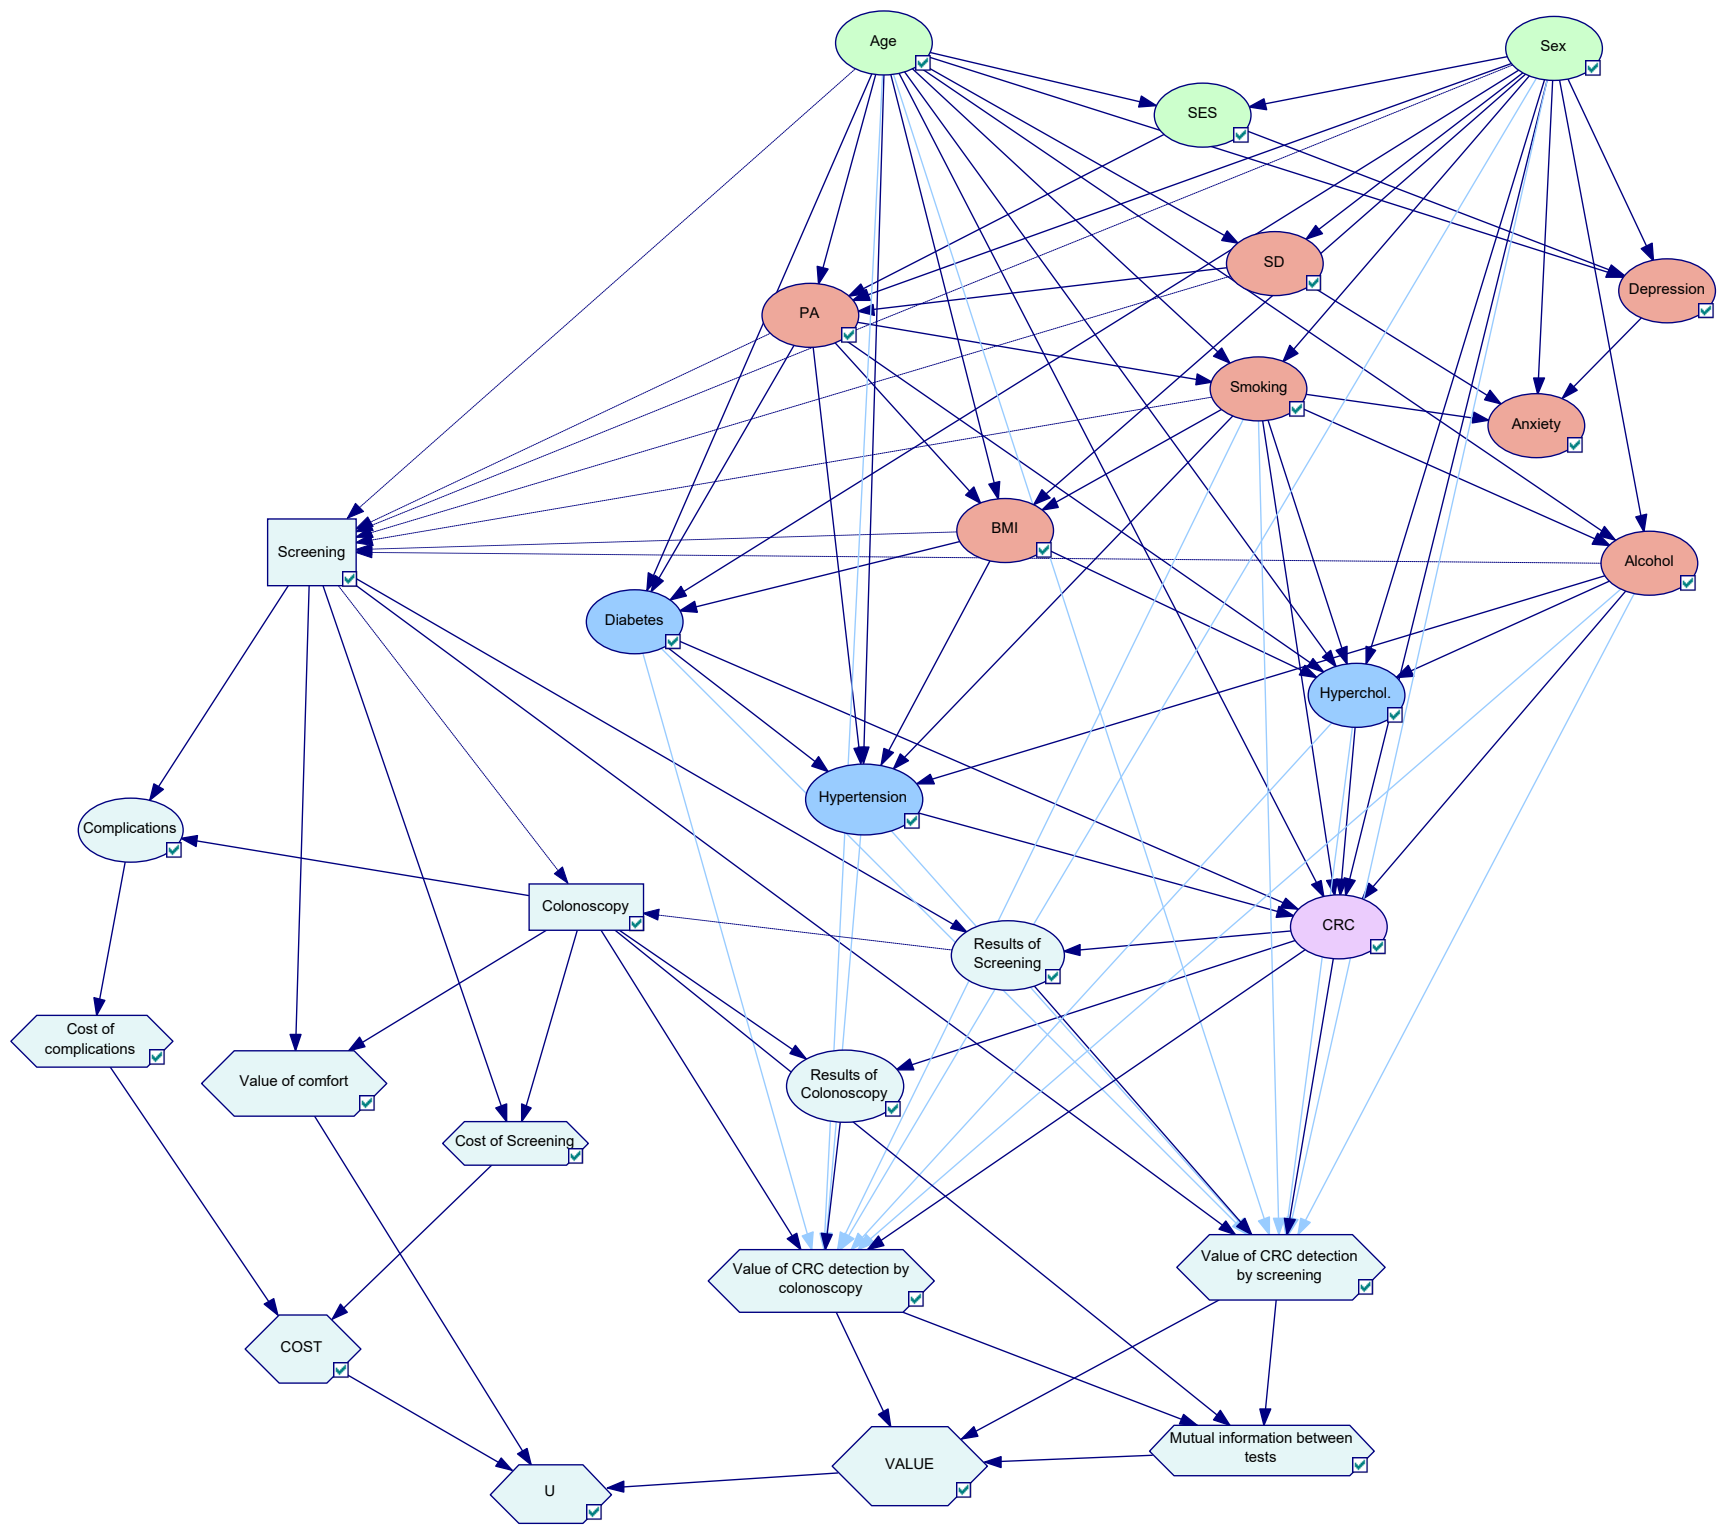 Age
Sex
SES
SD
Depression
PA
Smoking
Anxiety
BMI
Screening
Alcohol
Diabetes
Hyperchol.
Hypertension
Complications
Colonoscopy
CRC
Results of
Screening
Cost of
complications
Value of comfort
Results of
Colonoscopy
Cost of Screening
Value of CRC detection by
colonoscopy
Value of CRC detection
by screening
COST
Mutual information between
tests
VALUE
U